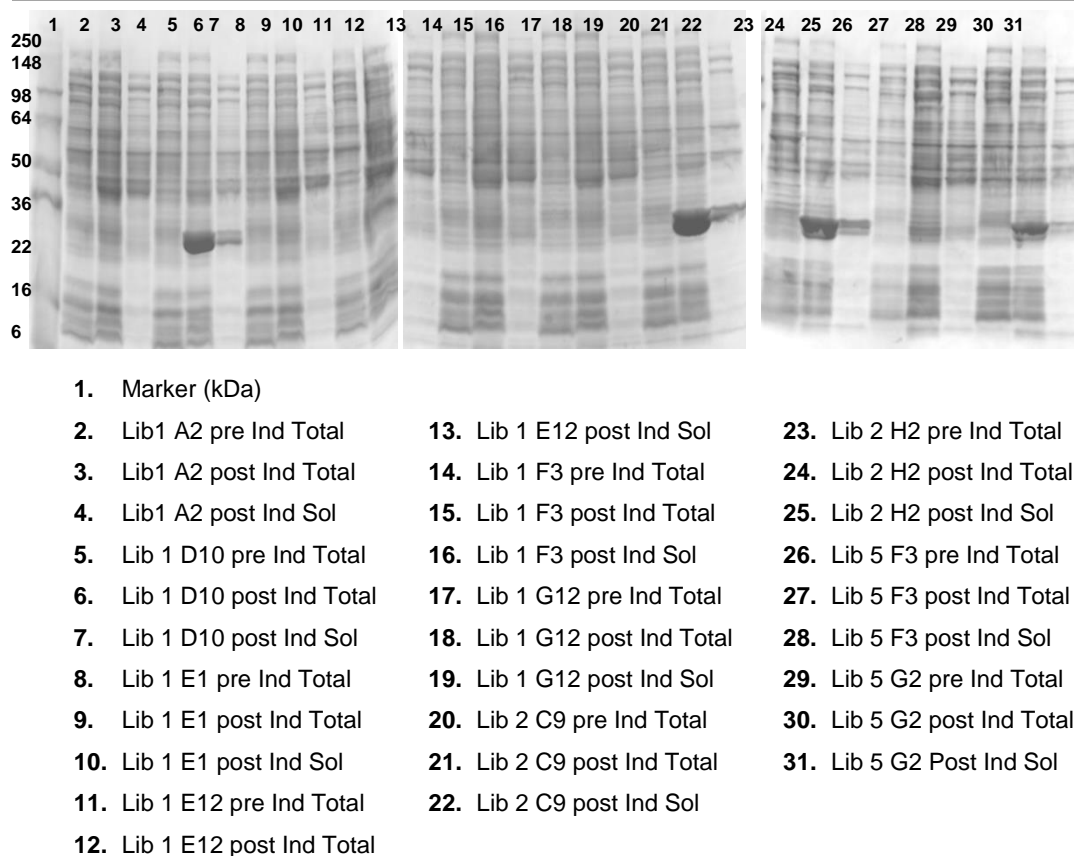 1 2 3 4 5 6 7 8 9 10 11 12 13 14 15 16 17 18 19 20 21 22 23 24 25 26 27 28 29 30 31
250
148
98
64
50
36
22
16
6
1. Marker (kDa)
2. Lib1 A2 pre Ind Total
3. Lib1 A2 post Ind Total
4. Lib1 A2 post Ind Sol
5. Lib 1 D10 pre Ind Total
6. Lib 1 D10 post Ind Total
7. Lib 1 D10 post Ind Sol
8. Lib 1 E1 pre Ind Total
9. Lib 1 E1 post Ind Total
10. Lib 1 E1 post Ind Sol
11. Lib 1 E12 pre Ind Total
12. Lib 1 E12 post Ind Total
13. Lib 1 E12 post Ind Sol
14. Lib 1 F3 pre Ind Total
15. Lib 1 F3 post Ind Total
16. Lib 1 F3 post Ind Sol
17. Lib 1 G12 pre Ind Total
18. Lib 1 G12 post Ind Total
19. Lib 1 G12 post Ind Sol
20. Lib 2 C9 pre Ind Total
21. Lib 2 C9 post Ind Total
22. Lib 2 C9 post Ind Sol
23. Lib 2 H2 pre Ind Total
24. Lib 2 H2 post Ind Total
25. Lib 2 H2 post Ind Sol
26. Lib 5 F3 pre Ind Total
27. Lib 5 F3 post Ind Total
28. Lib 5 F3 post Ind Sol
29. Lib 5 G2 pre Ind Total
30. Lib 5 G2 post Ind Total
31. Lib 5 G2 Post Ind Sol